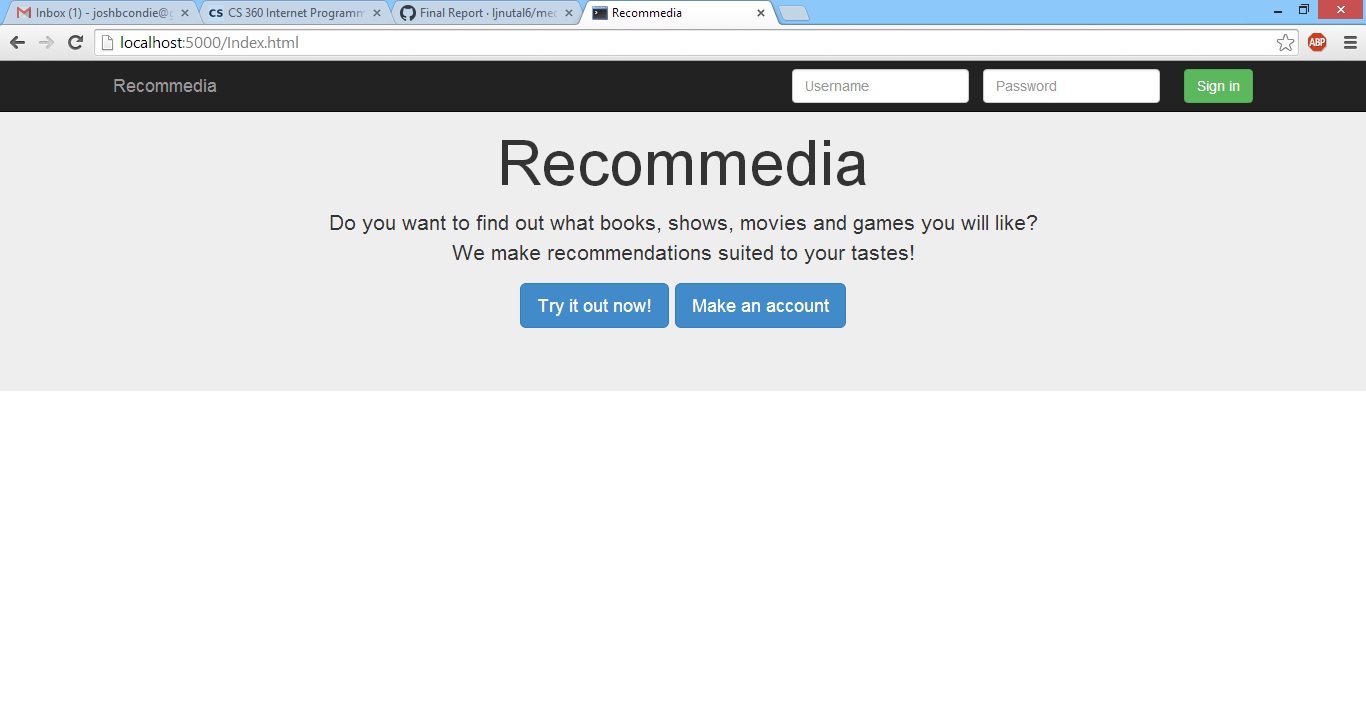 Inbox (1) - joshbcondie@g
CS CS 360 Internet Programm
Final Report · ljnutal6/med
Recommedia
localhost:5000/Index.html
ABP
Recommedia
Username
Password
Sign in
Recommedia
Do you want to find out what books, shows, movies and games you will like?
We make recommendations suited to your tastes!
Try it out now!
Make an account